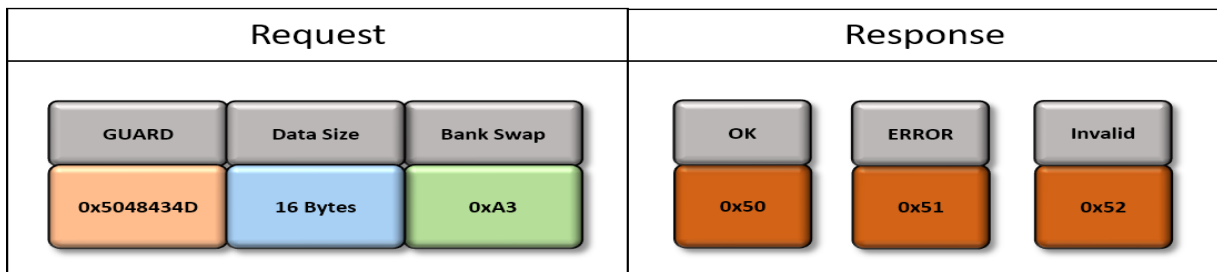 Request Response
GUARD Data Size Bank Swap OK ERROR Invalid
0x5048434D 16 Bytes 0xA3 0x50 0x51 0x52